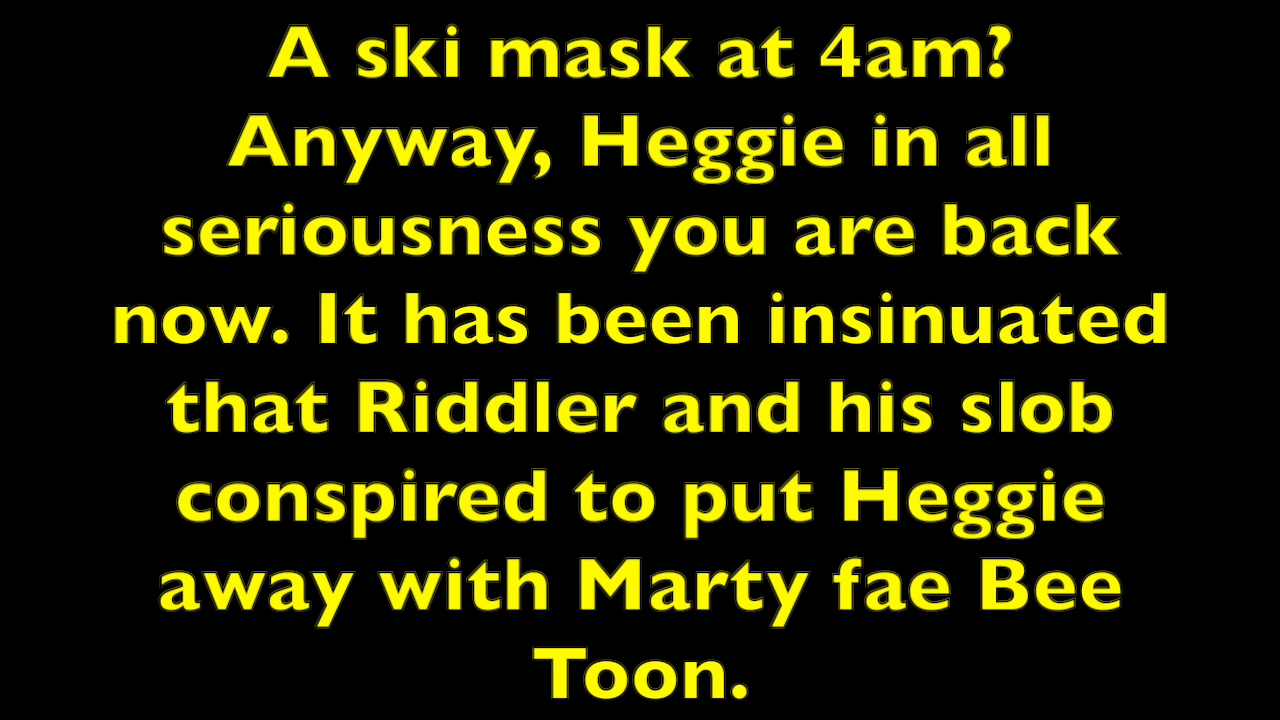 A ski mask at 4am?
Anyway, Heggie in all
seriousness you are back
now. It has been insinuated
that Riddler and his slob
conspired to put Heggie
away with Marty fae Bee
Toon.